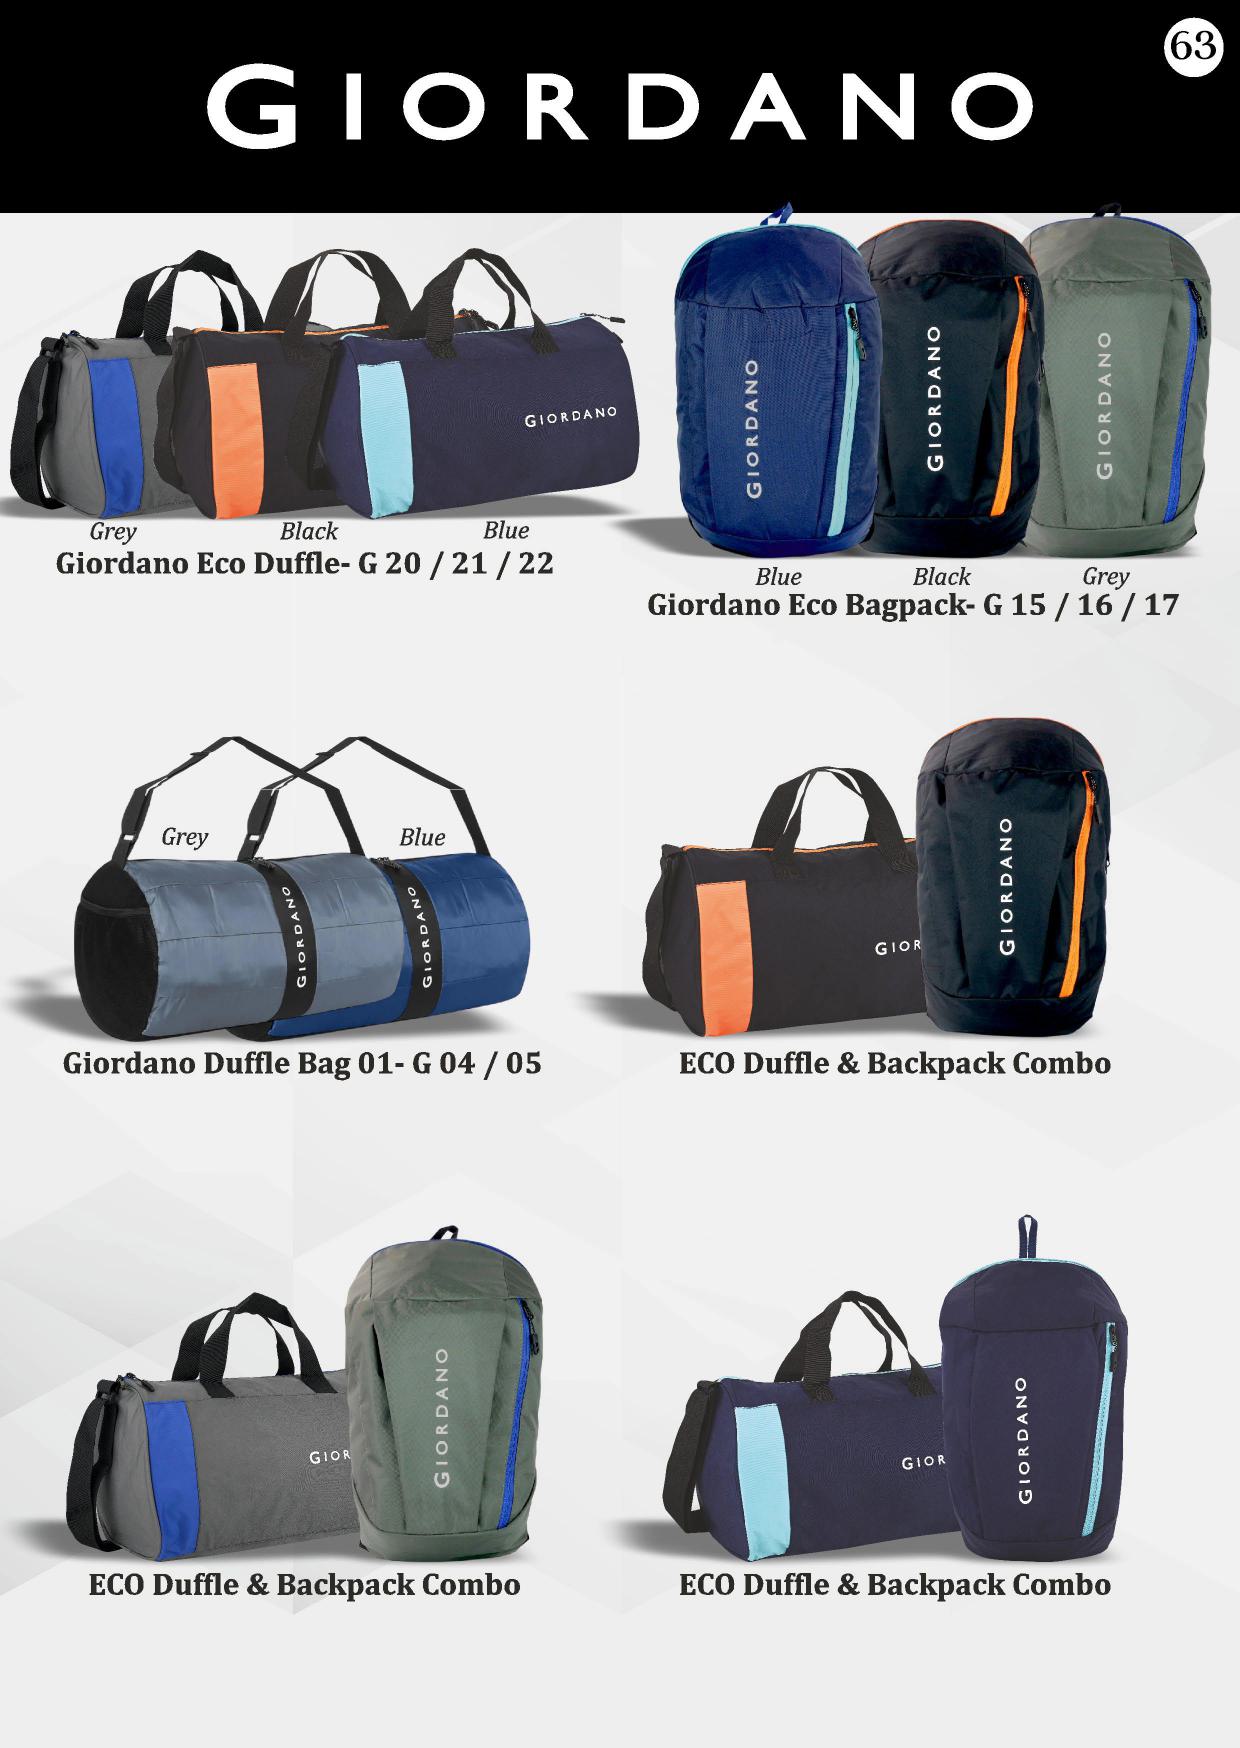 63
GIORDANO
GIORDANO
GIORDANO
GIORDANO
GIORDANO
Grey Black Blue
Giordano Eco Duffle- G 20 / 21 / 22
Blue Black Grey
Giordano Eco Bagpack- G 15 / 16 / 17
Grey Blue
GIORDANO
GIORDANO
Giordano Duffle Bag 01- G 04 / 05
GIOR
GIORDANO
ECO Duffle & Backpack Combo
GIOR
GIORDANO
ECO Duffle & Backpack Combo
GIOR
GIORDANO
ECO Duffle & Backpack Combo